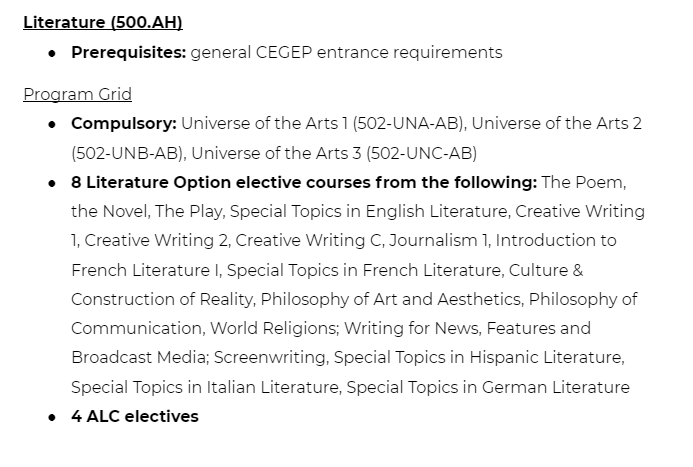 Literature (500.AH)
● Prerequisites: general CEGEP entrance requirements
Program Grid
● Compulsory: Universe of the Arts 1 (502-UNA-AB), Universe of the Arts 2
(502-UNB-AB), Universe of the Arts 3 (502-UNC-AB)
● 8 Literature Option elective courses from the following: The Poem,
the Novel, The Play, Special Topics in English Literature, Creative Writing
1, Creative Writing 2, Creative Writing C, Journalism 1, Introduction to
French Literature I, Special Topics in French Literature, Culture &
Construction of Reality, Philosophy of Art and Aesthetics, Philosophy of
Communication, World Religions; Writing for News, Features and
Broadcast Media; Screenwriting, Special Topics in Hispanic Literature,
Special Topics in Italian Literature, Special Topics in German Literature
● 4 ALC electives